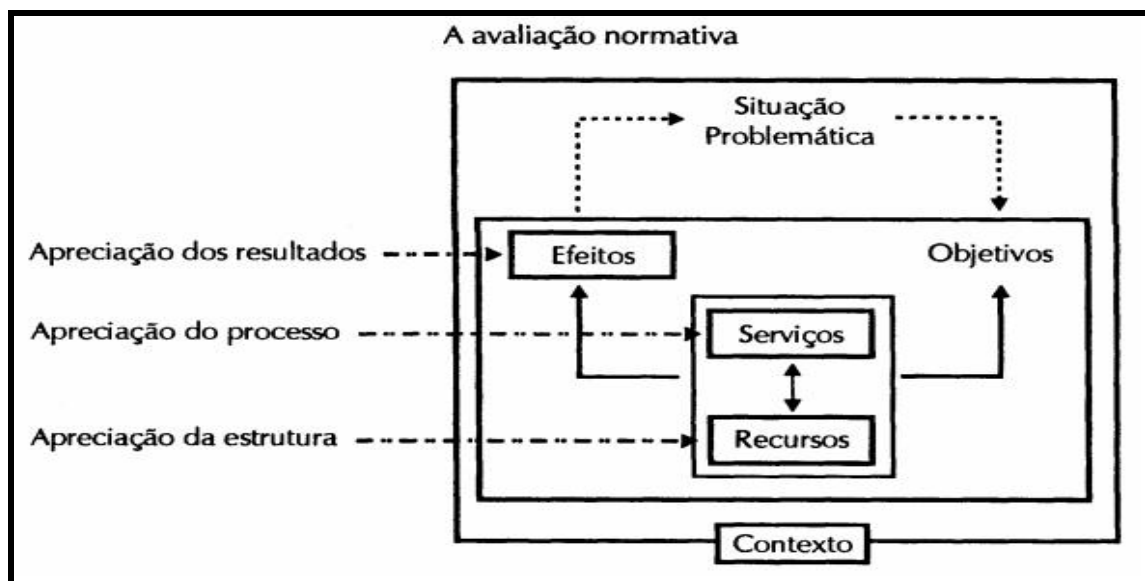 A avaliação normativa
Situação
Problemática
Apreciação dos resultados
Efeitos
Objetivos
Apreciação do processo
Serviços
Apreciação da estrutura
Recursos
Contexto